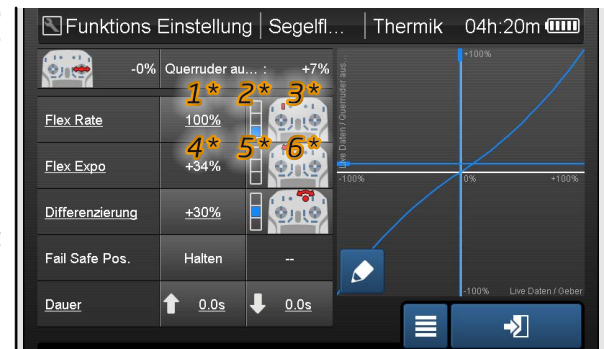 Funktions Einstellung Segelfl... Thermik 04h:20m
-0% Querruder au... : +7%
1* 2* 3*
Flex Rate 100%
4* 5* 6*
Flex Expo +34%
Differenzierung +30%
Fail Safe Pos. Halten --
Dauer 0.0s 0.0s
+100%
Live Daten / Querruder aus...
-100% 0% +100%
-100% Live Daten / Geber